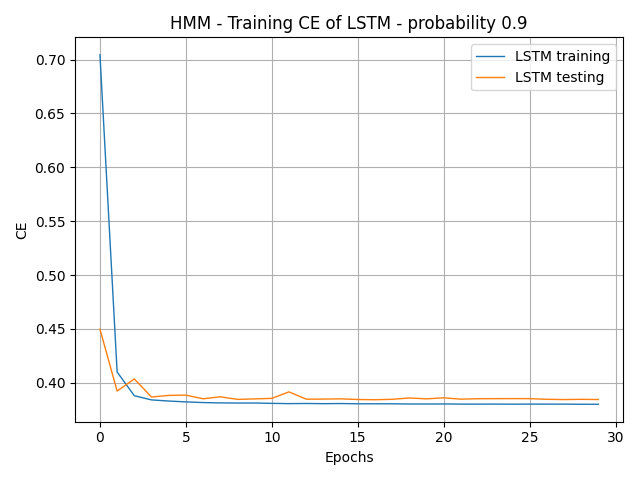 HMM - Training CE of LSTM - probability 0.9
LSTM training
LSTM testing
0.70
0.65
0.60
0.55
0.50
0.45
0.40
CE
0 5 10 15 20 25 30
Epochs